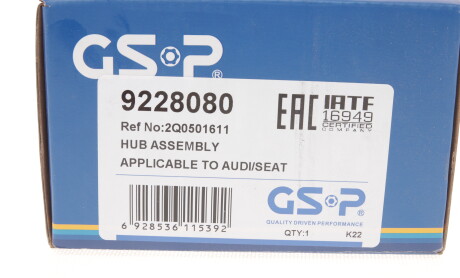 GSP®
9228080
Ref No:2Q0501611
HUB ASSEMBLY
APPLICABLE TO AUDI/SEAT
6 928536 115392
EAC
IATF
16949
CERTIFIED
COMPANY
GSP®
QUALITY DRIVEN PERFORMANCE
QTY:1 K22